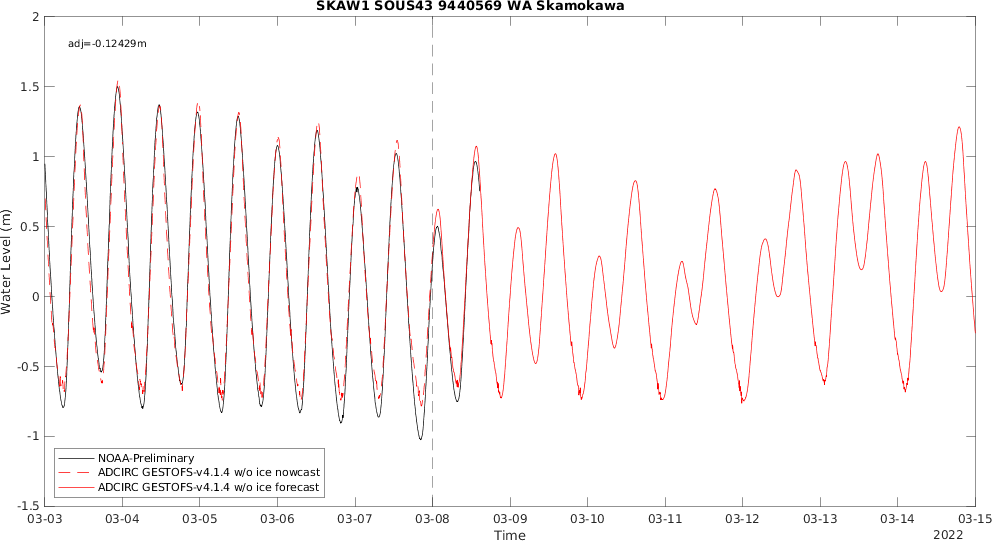 SKAW1 SOUS43 9440569 WA Skamokawa
adj=-0.12429m
2
1.5
1
0.5
0
-0.5
-1
-1.5
Water Level (m)
NOAA-Preliminary
ADCIRC GESTOFS-v4.1.4 w/o ice nowcast
ADCIRC GESTOFS-v4.1.4 w/o ice forecast
03-03 03-04 03-05 03-06 03-07 03-08 03-09 03-10 03-11 03-12 03-13 03-14 03-15
Time
2022